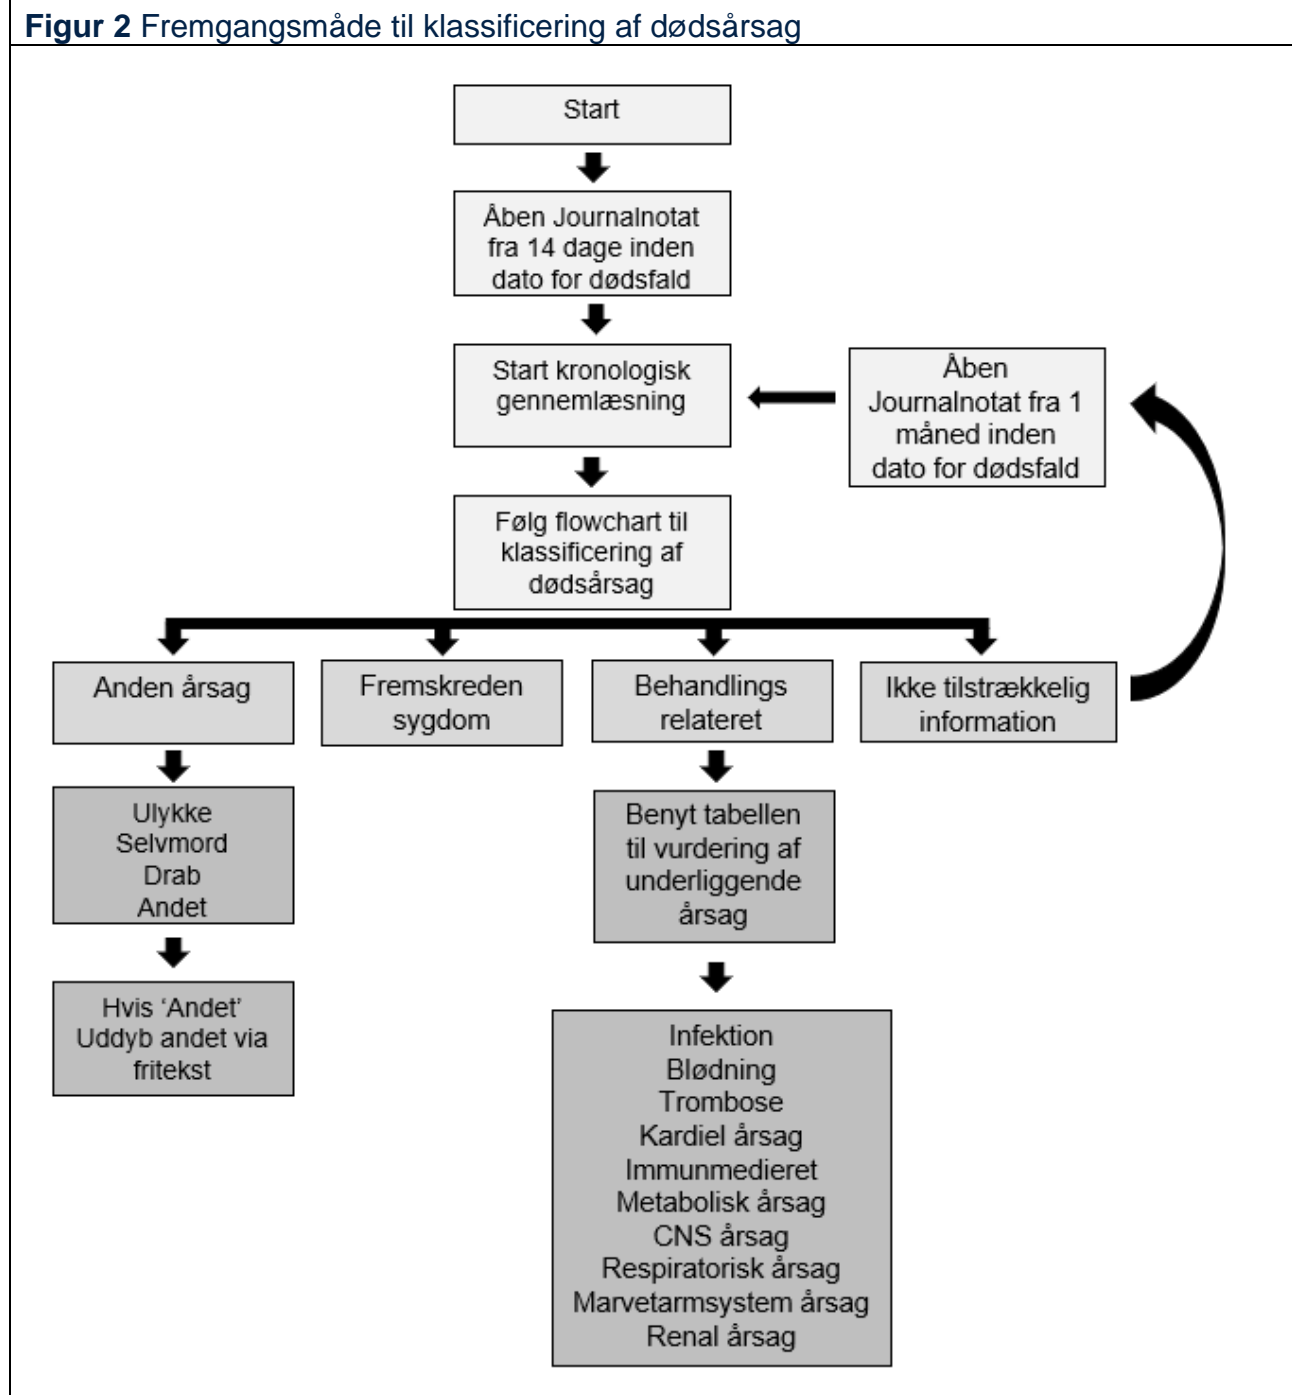 Figur 2 Fremgangsmåde til klassificering af dødsårsag
Start
Åben Journalnotat
fra 14 dage inden
dato for dødsfald
Start kronologisk
gennemlæsning
Åben
Journalnotat fra 1
måned inden
dato for dødsfald
Følg flowchart til
klassificering af
dødsårsag
Anden årsag
Fremskreden
sygdom
Behandlings
relateret
Ikke tilstrækkelig
information
Ulykke
Selvmord
Drab
Andet
Benyt tabellen
til vurdering af
underliggende
årsag
Hvis ‘Andet’
Uddyb andet via
fritekst
Infektion
Blødning
Trombose
Kardiel årsag
Immunmedieret
Metabolisk årsag
CNS årsag
Respiratorisk årsag
Marvetarmsystem årsag
Renal årsag